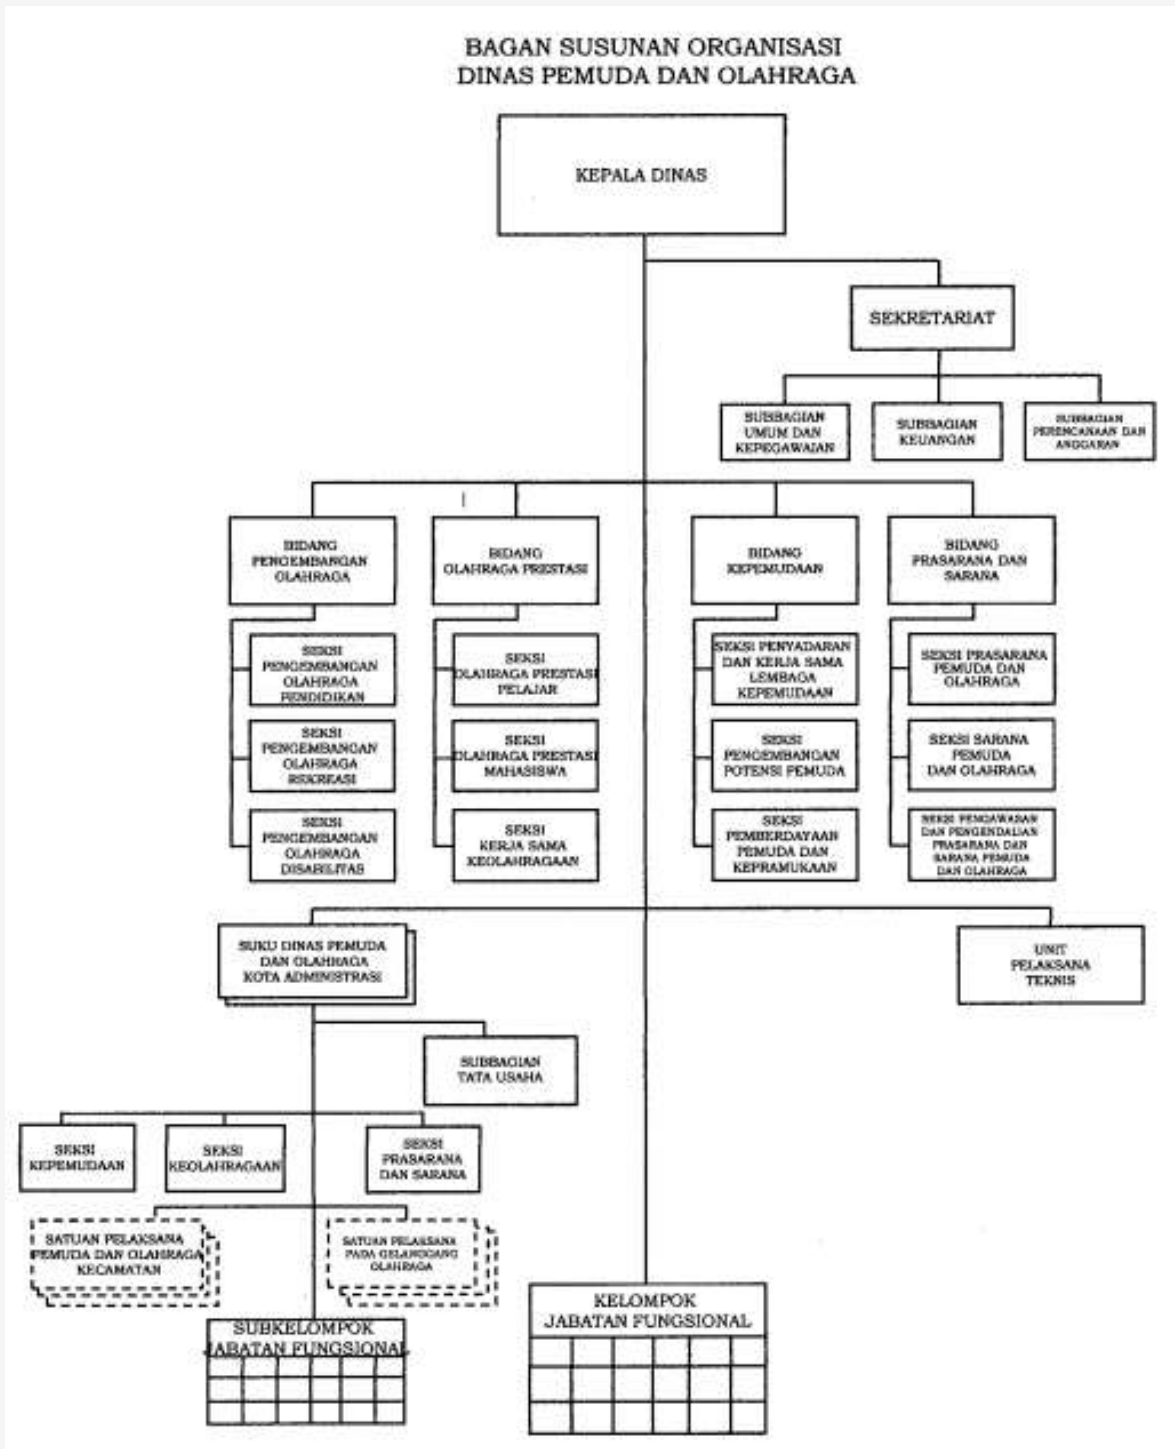 BAGAN SUSUNAN ORGANISASI
DINAS PEMUDA DAN OLAHRAGA
KEPALA DINAS
SEKRETARIAT
SUBBAGIAN
UMUM DAN
KEPEGAWAIAN
SUBBAGIAN
KEUANGAN
SUBBAGIAN
PERENCANAAN DAN
ANGGARAN
BIDANG
PENGEMBANGAN
OLAHRAGA
BIDANG
OLAHRAGA PRESTASI
BIDANG
KEPEMUDAAN
BIDANG
PRASARANA DAN
SARANA
SEKSI
PENGEMBANGAN
OLAHRAGA
PENDIDIKAN
SEKSI
OLAHRAGA PRESTASI
PELAJAR
SEKSI PENYADARAN
DAN KERJA SAMA
LEMBAGA
KEPEMUDAAN
SEKSI PRASARANA
PEMUDA DAN
OLAHRAGA
SEKSI
PENGEMBANGAN
OLAHRAGA
REKREASI
SEKSI
OLAHRAGA PRESTASI
MAHASISWA
SEKSI
PENGEMBANGAN
POTENSI PEMUDA
SEKSI SARANA
PEMUDA
DAN OLAHRAGA
SEKSI
PENGEMBANGAN
OLAHRAGA
DISABILITAS
SEKSI
KERJA SAMA
KEOLAHRAGAAN
SEKSI
PEMBERDAYAAN
PEMUDA DAN
KEPRAMUKAAN
SEKSI PENGAWASAN
DAN PENGENDALIAN
PRASARANA DAN
SARANA PEMUDA
DAN OLAHRAGA
SUKU DINAS PEMUDA
DAN OLAHRAGA
KOTA ADMINISTRASI
UNIT
PELAKSANA
TEKNIS
SUBBAGIAN
TATA USAHA
SEKSI
KEPEMUDAAN
SEKSI
KEOLAHRAGAAN
SEKSI
PRASARANA
DAN SARANA
SATUAN PELAKSANA
PEMUDA DAN OLAHRAGA
KECAMATAN
SATUAN PELAKSANA
PADA GELANGGANG
OLAHRAGA
KELOMPOK
JABATAN FUNGSIONAL
SUBKELOMPOK
JABATAN FUNGSIONAL